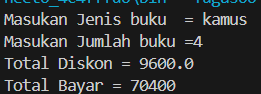 Masukan Jenis buku = kamus
Masukan Jumlah buku =4
Total Diskon = 9600.0
Total Bayar = 70400